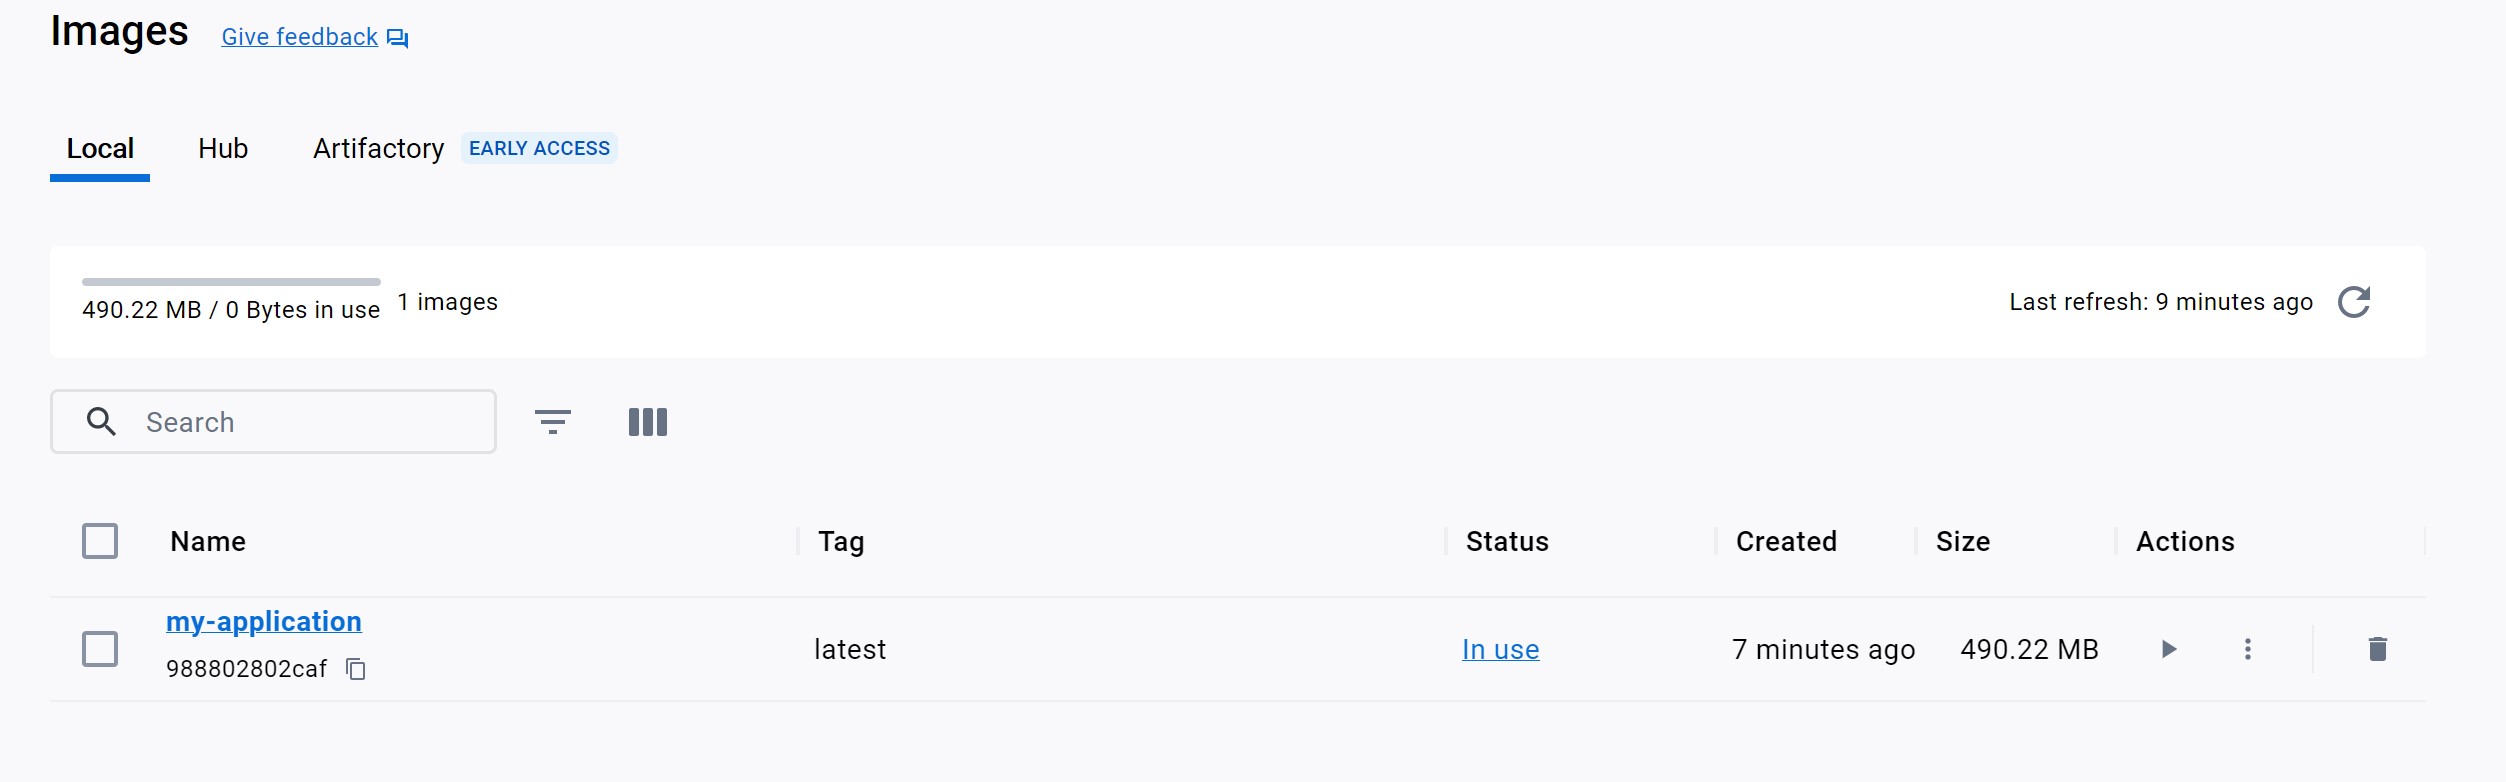 Images Give feedback
Local Hub Artifactory EARLY ACCESS
490.22 MB / 0 Bytes in use 1 images Last refresh: 9 minutes ago
Search
Name Tag Status Created Size Actions
my-application
988802802caf latest In use 7 minutes ago 490.22 MB